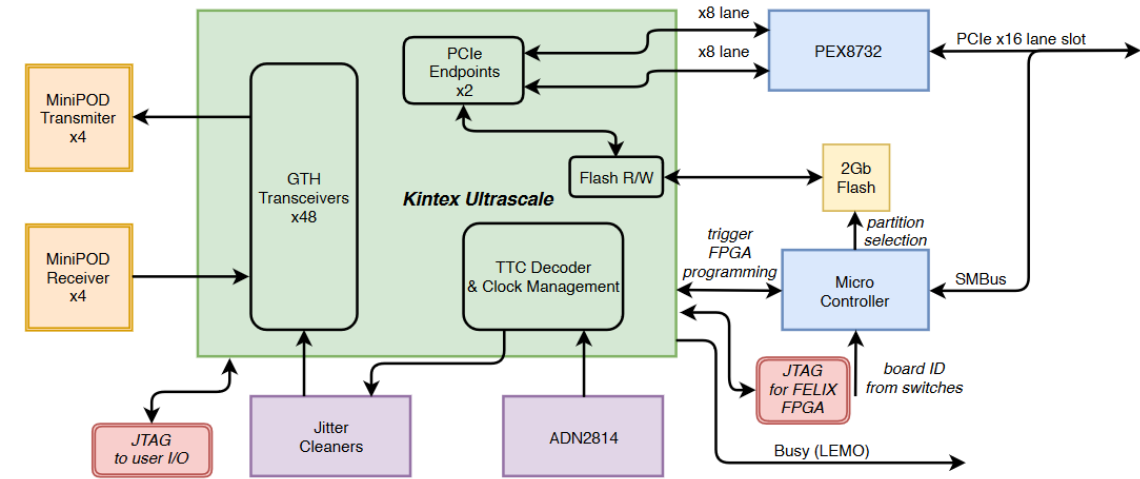 MiniPOD
Transmiter
x4
MiniPOD
Receiver
x4
GTH
Transceivers
x48
PCIe
Endpoints
x2
Flash R/W
Kintex Ultrascale
TTC Decoder
& Clock Management
x8 lane
x8 lane
PEX8732
PCIe x16 lane slot
2Gb
Flash
partition
selection
trigger
FPGA
programming
Micro
Controller
SMBus
JTAG
for FELIX
FPGA
board ID
from switches
JTAG
to user I/O
Jitter
Cleaners
ADN2814
Busy (LEMO)